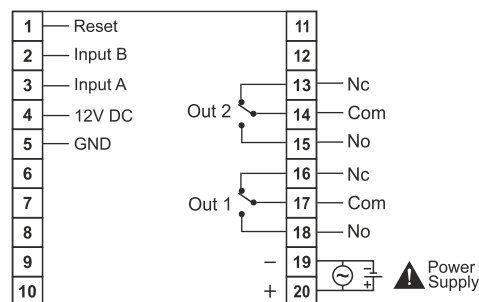 1 Reset 11
2 Input B 12
3 Input A 13 Nc
4 12V DC Out 2 14 Com
5 GND 15 No
6 16 Nc
7 Out 1 17 Com
8 18 No
9 − 19 −
10 + 20 + Power Supply